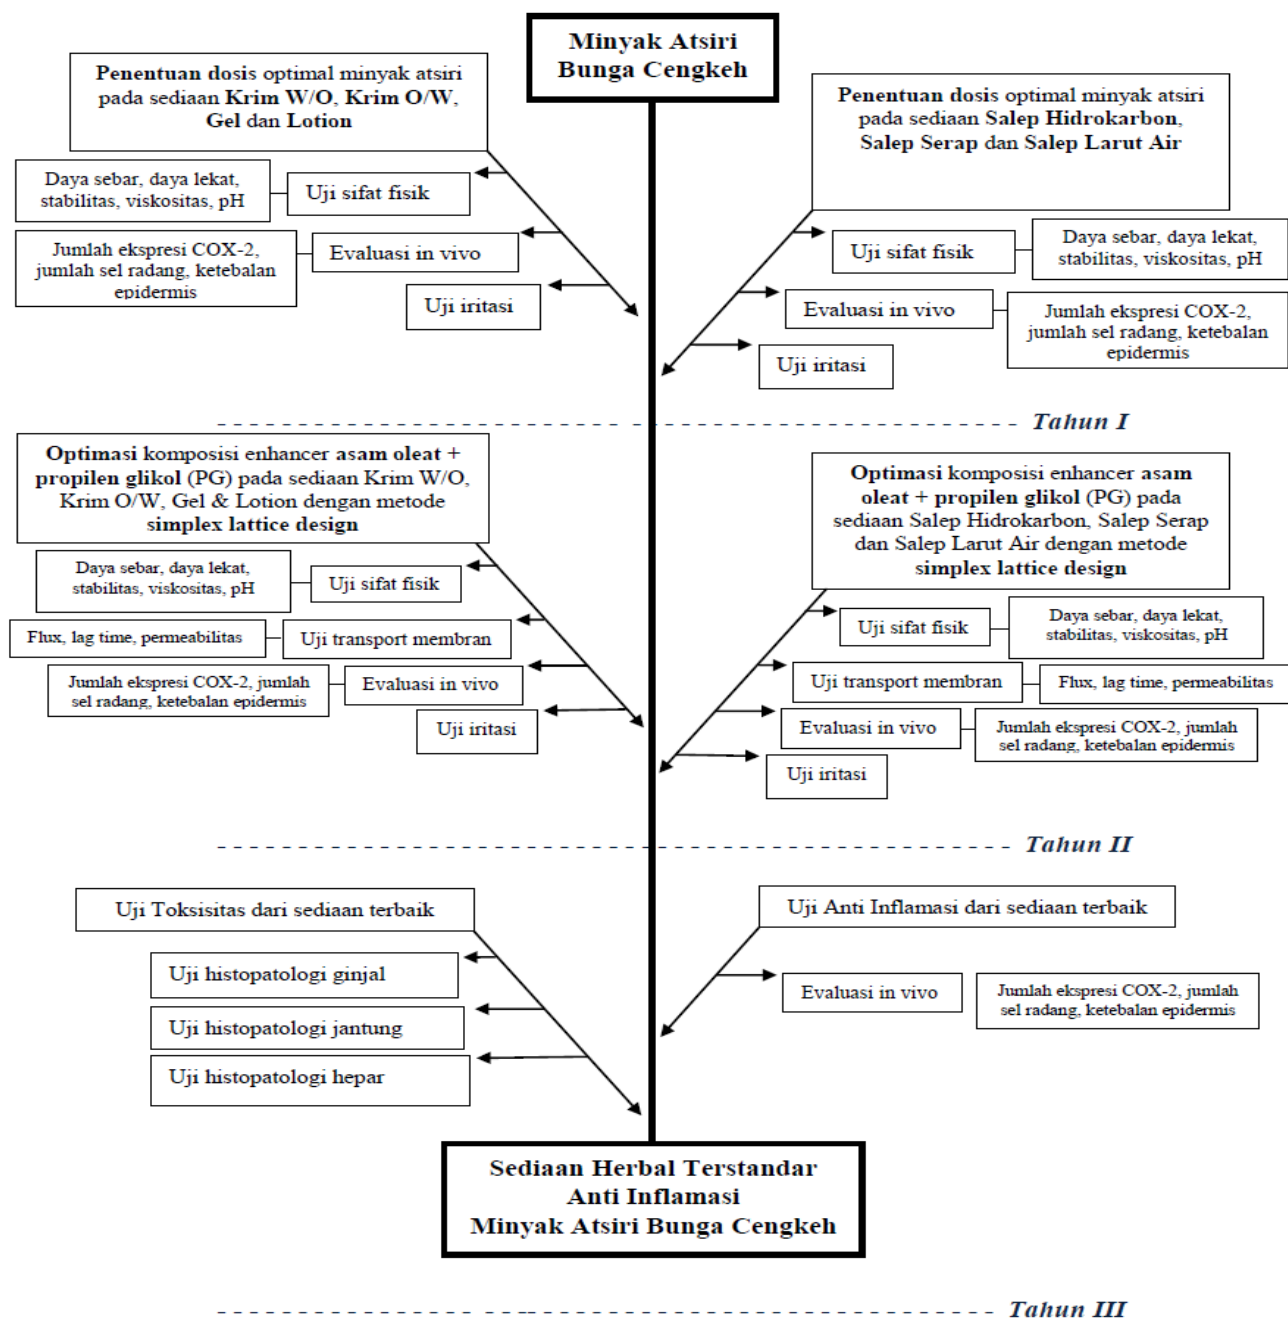 Minyak Atsiri
Bunga Cengkeh
Penentuan dosis optimal minyak atsiri
pada sediaan Krim W/O, Krim O/W,
Gel dan Lotion
Daya sebar, daya lekat,
stabilitas, viskositas, pH
Uji sifat fisik
Jumlah ekspresi COX-2,
jumlah sel radang, ketebalan
epidermis
Evaluasi in vivo
Uji iritasi
Penentuan dosis optimal minyak atsiri
pada sediaan Salep Hidrokarbon,
Salep Serap dan Salep Larut Air
Uji sifat fisik
Daya sebar, daya lekat,
stabilitas, viskositas, pH
Evaluasi in vivo
Jumlah ekspresi COX-2,
jumlah sel radang, ketebalan
epidermis
Uji iritasi
Tahun I
Optimasi komposisi enhancer asam oleat +
propilen glikol (PG) pada sediaan Krim W/O,
Krim O/W, Gel & Lotion dengan metode
simplex lattice design
Daya sebar, daya lekat,
stabilitas, viskositas, pH
Uji sifat fisik
Flux, lag time, permeabilitas
Uji transport membran
Jumlah ekspresi COX-2, jumlah
sel radang, ketebalan epidermis
Evaluasi in vivo
Uji iritasi
Optimasi komposisi enhancer asam
oleat + propilen glikol (PG) pada
sediaan Salep Hidrokarbon, Salep Serap
dan Salep Larut Air dengan metode
simplex lattice design
Uji sifat fisik
Daya sebar, daya lekat,
stabilitas, viskositas, pH
Uji transport membran
Flux, lag time, permeabilitas
Evaluasi in vivo
Jumlah ekspresi COX-2, jumlah
sel radang, ketebalan epidermis
Uji iritasi
Tahun II
Uji Toksisitas dari sediaan terbaik
Uji histopatologi ginjal
Uji histopatologi jantung
Uji histopatologi hepar
Uji Anti Inflamasi dari sediaan terbaik
Evaluasi in vivo
Jumlah ekspresi COX-2, jumlah
sel radang, ketebalan epidermis
Sediaan Herbal Terstandar
Anti Inflamasi
Minyak Atsiri Bunga Cengkeh
Tahun III